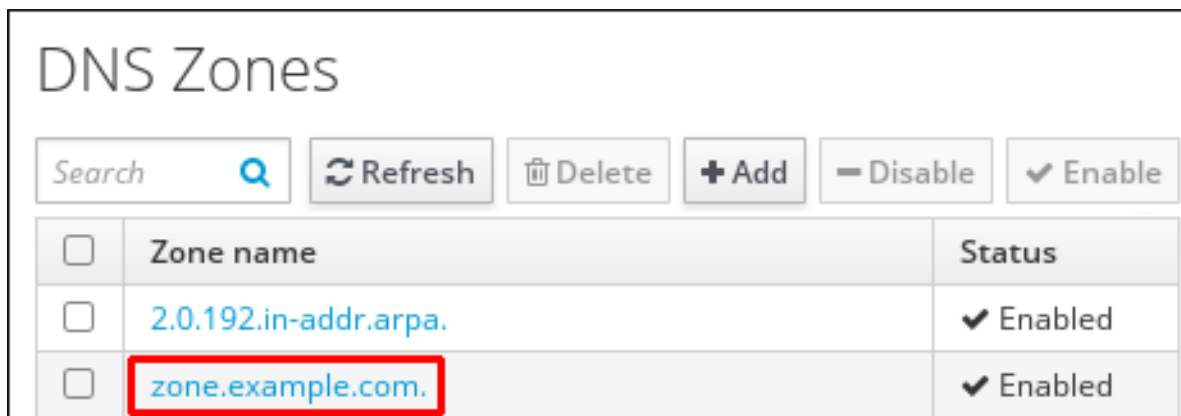 DNS Zones
Search Refresh Delete Add Disable Enable
Zone name Status
2.0.192.in-addr.arpa. Enabled
zone.example.com. Enabled